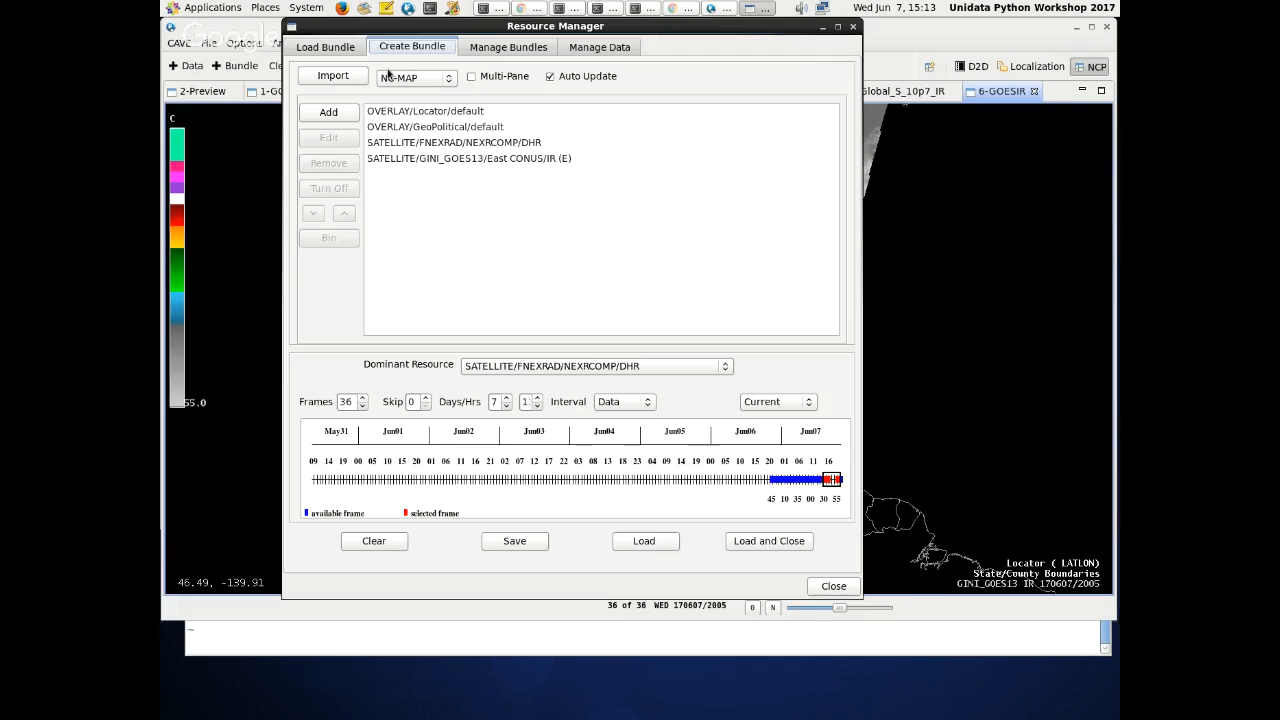 Applications Places System
... ... ... ... ... ... ... ...
Wed Jun 7, 15:13
Unidata Python Workshop 2017
Google
Resource Manager
CAVE File Options
Data Bundle
D2D Localization NCP
2-Preview
Global_S_10p7_IR
6-GOESIR
Load Bundle Create Bundle Manage Bundles Manage Data
Import
Multi-Pane
Auto Update
Add
Edit
Remove
Turn Off
Bin
OVERLAY/Locator/default
OVERLAY/GeoPolitical/default
SATELLITE/FNEXRAD/NEXRCOMP/DHR
SATELLITE/GINI_GOES13/East CONUS/IR (E)
C
55.0
Dominant Resource SATELLITE/FNEXRAD/NEXRCOMP/DHR
Frames 36 Skip 0 Days/Hrs 7 Interval Data Current
May31 Jun01 Jun02 Jun03 Jun04 Jun05 Jun06 Jun07
09 14 19 00 05 10 15 20 01 06 11 16 21 02 07 12 17 22 03 08 13 18 23 04 09 14 19 00 05 10 15 20 01 06 11 16
45 10 35 00 30 55
available frame selected frame
Clear Save Load Load and Close
Close
46.49, -139.91
Locator ( LATLON)
State/County Boundaries
GINI_GOES13 IR 170607/2005
36 of 36 WED 170607/2005
0 N
~